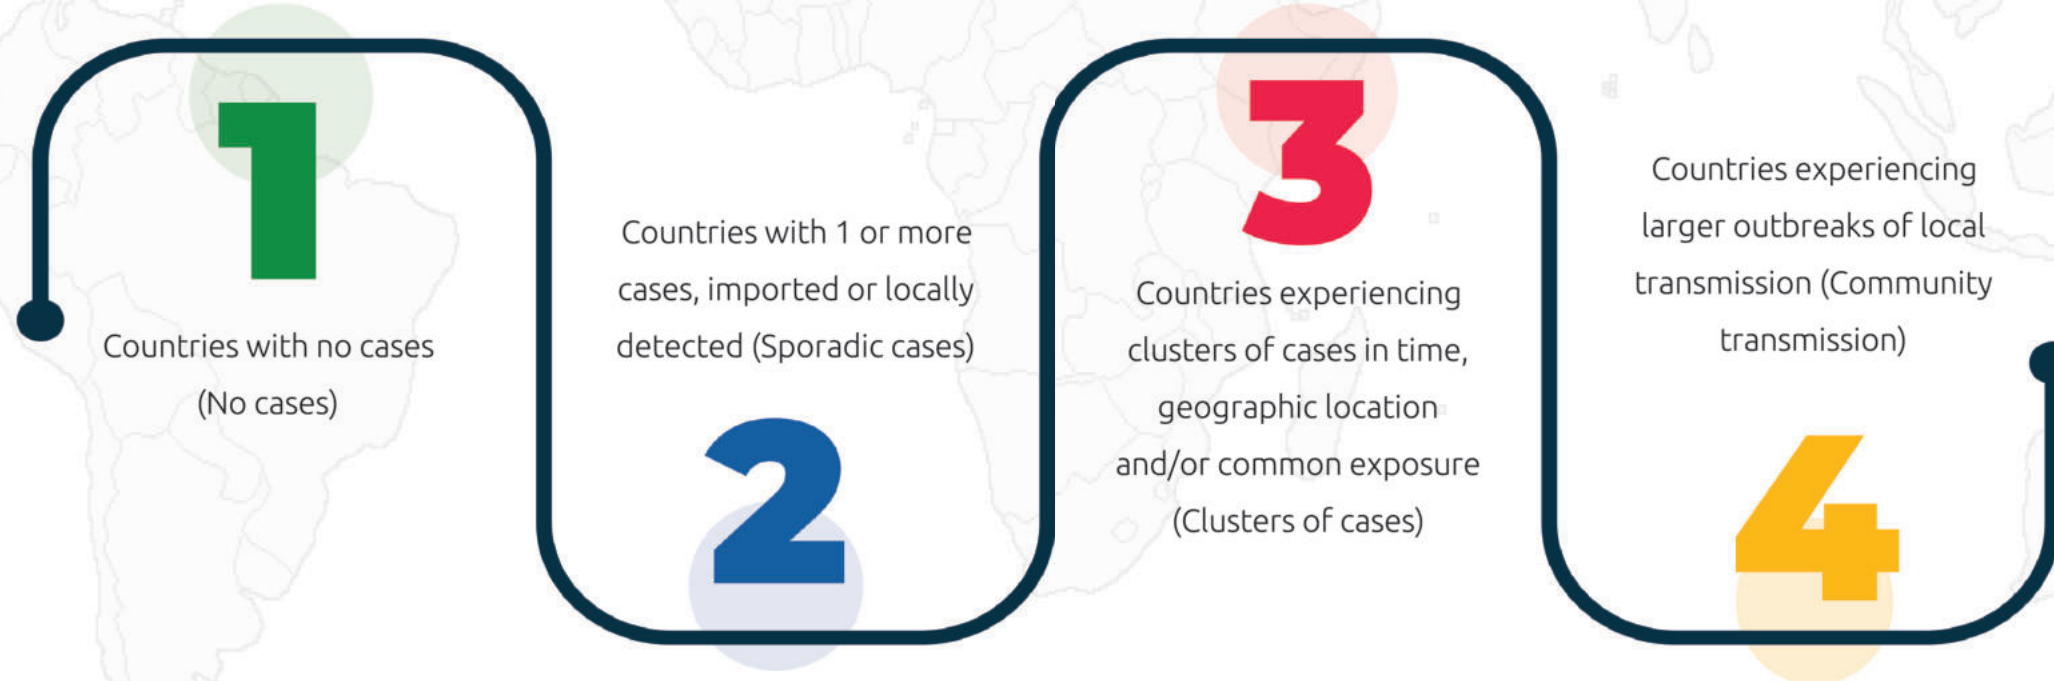 1
Countries with no cases
(No cases)
Countries with 1 or more
cases, imported or locally
detected (Sporadic cases)
2
3
Countries experiencing
clusters of cases in time,
geographic location
and/or common exposure
(Clusters of cases)
Countries experiencing
larger outbreaks of local
transmission (Community
transmission)
4